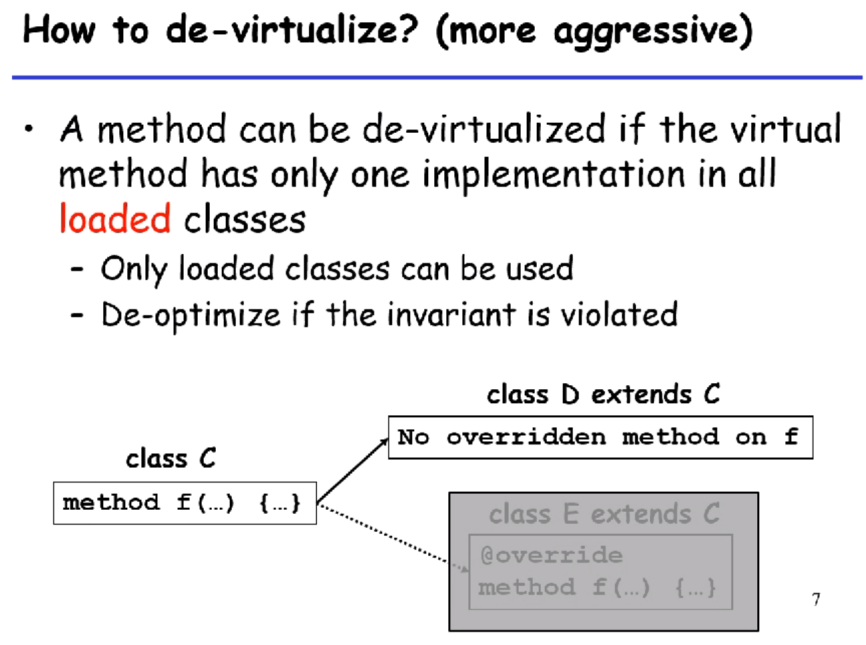 How to de-virtualize? (more aggressive)
• A method can be de-virtualized if the virtual
method has only one implementation in all
loaded classes
– Only loaded classes can be used
– De-optimize if the invariant is violated
class D extends C
No overridden method on f
class C
method f(…) {…}
class E extends C
@override
method f(…) {…}
7